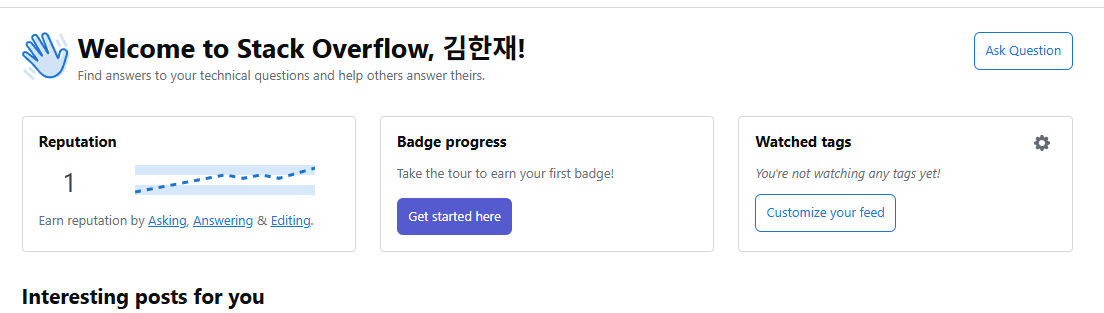 Welcome to Stack Overflow, 김한재!
Find answers to your technical questions and help others answer theirs.
Ask Question
Reputation
1
Earn reputation by Asking, Answering & Editing.
Badge progress
Take the tour to earn your first badge!
Get started here
Watched tags
You're not watching any tags yet!
Customize your feed
Interesting posts for you